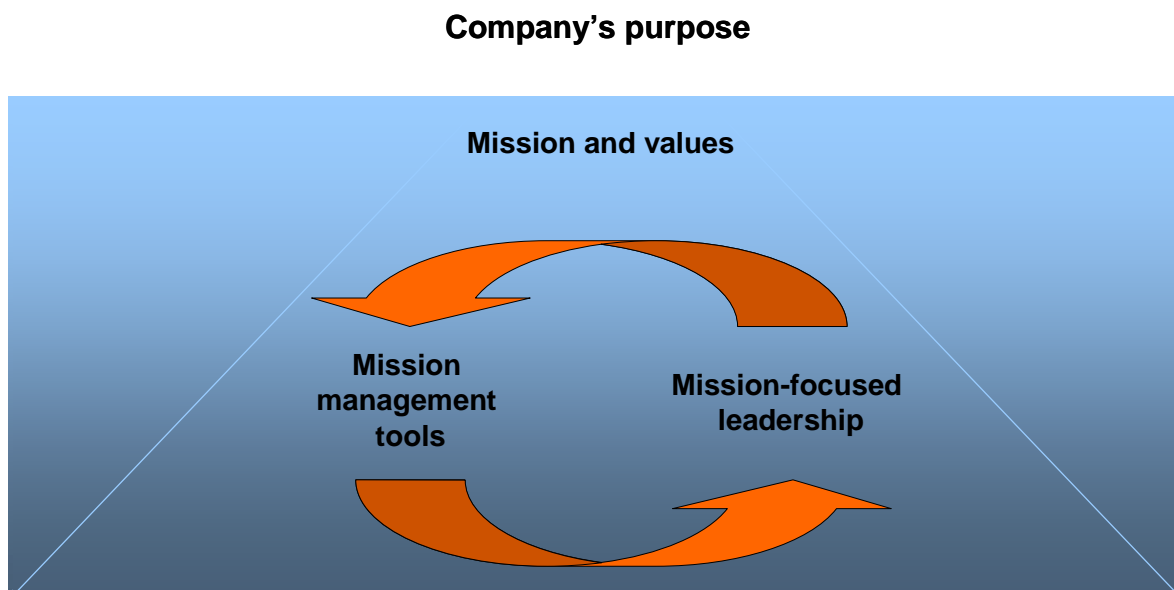 Company’s purpose
Mission and values
Mission
management
tools
Mission-focused
leadership